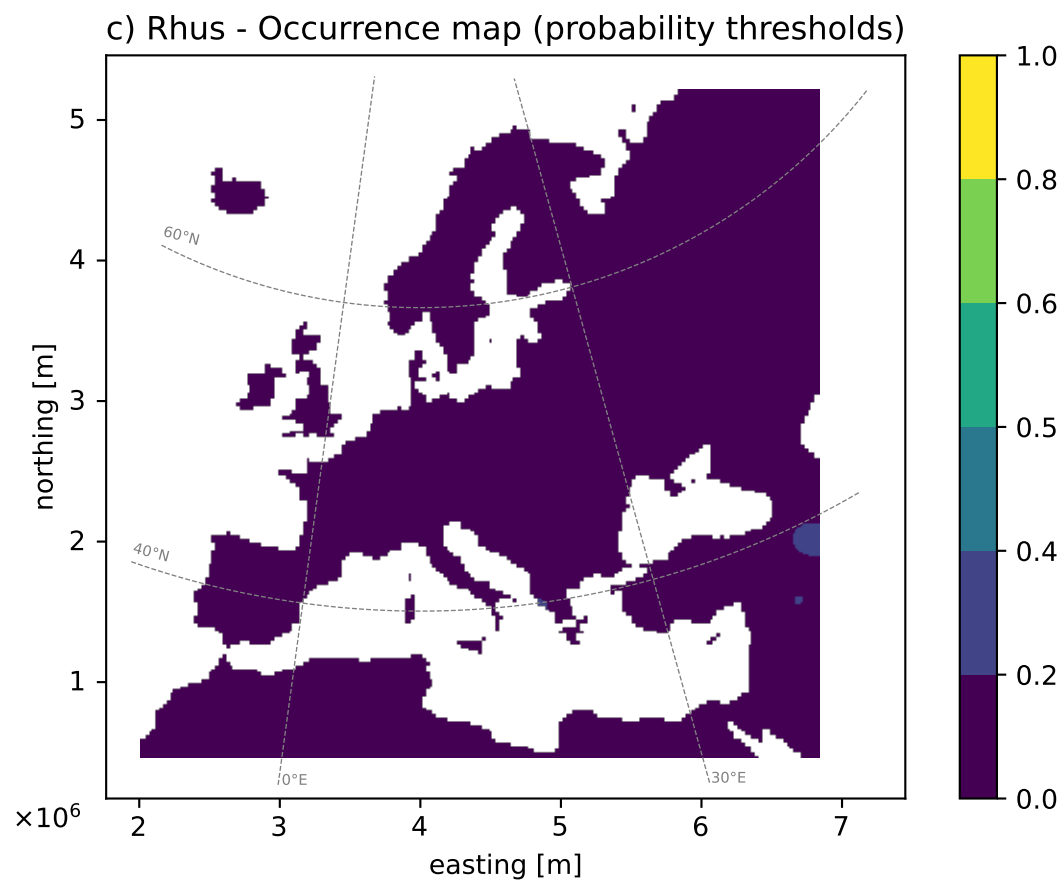 c) Rhus - Occurrence map (probability thresholds)
1.0
5
0.8
60°N
4
0.6
northing [m]
3
0.5
2
40°N
0.4
1
0.2
0°E
30°E
0.0
×10⁶
2
3
4
5
6
7
easting [m]